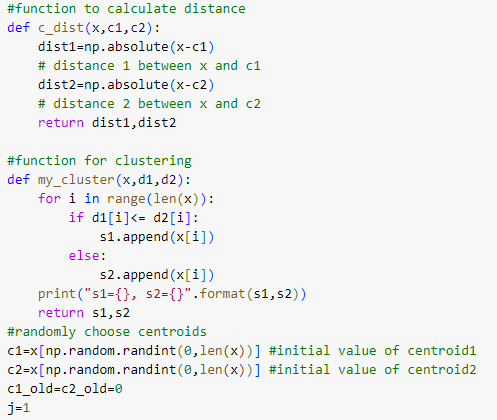 #function to calculate distance
def c_dist(x,c1,c2):
    dist1=np.absolute(x-c1)
    # distance 1 between x and c1
    dist2=np.absolute(x-c2)
    # distance 2 between x and c2
    return dist1,dist2

#function for clustering
def my_cluster(x,d1,d2):
    for i in range(len(x)):
        if d1[i]<= d2[i]:
            s1.append(x[i])
        else:
            s2.append(x[i])
    print("s1={}, s2={}".format(s1,s2))
    return s1,s2
#randomly choose centroids
c1=x[np.random.randint(0,len(x))] #initial value of centroid1
c2=x[np.random.randint(0,len(x))] #initial value of centroid2
c1_old=c2_old=0
j=1